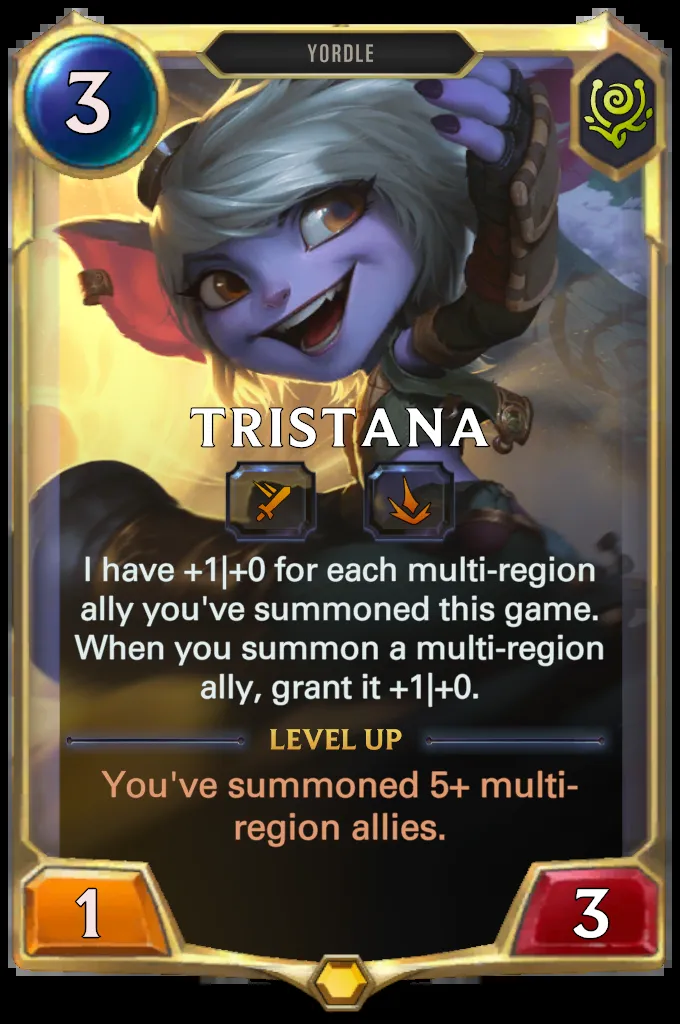 YORDLE
3
TRISTANA
I have +1|+0 for each multi-region
ally you've summoned this game.
When you summon a multi-region
ally, grant it +1|+0.
LEVEL UP
You've summoned 5+ multi-
region allies.
1
3